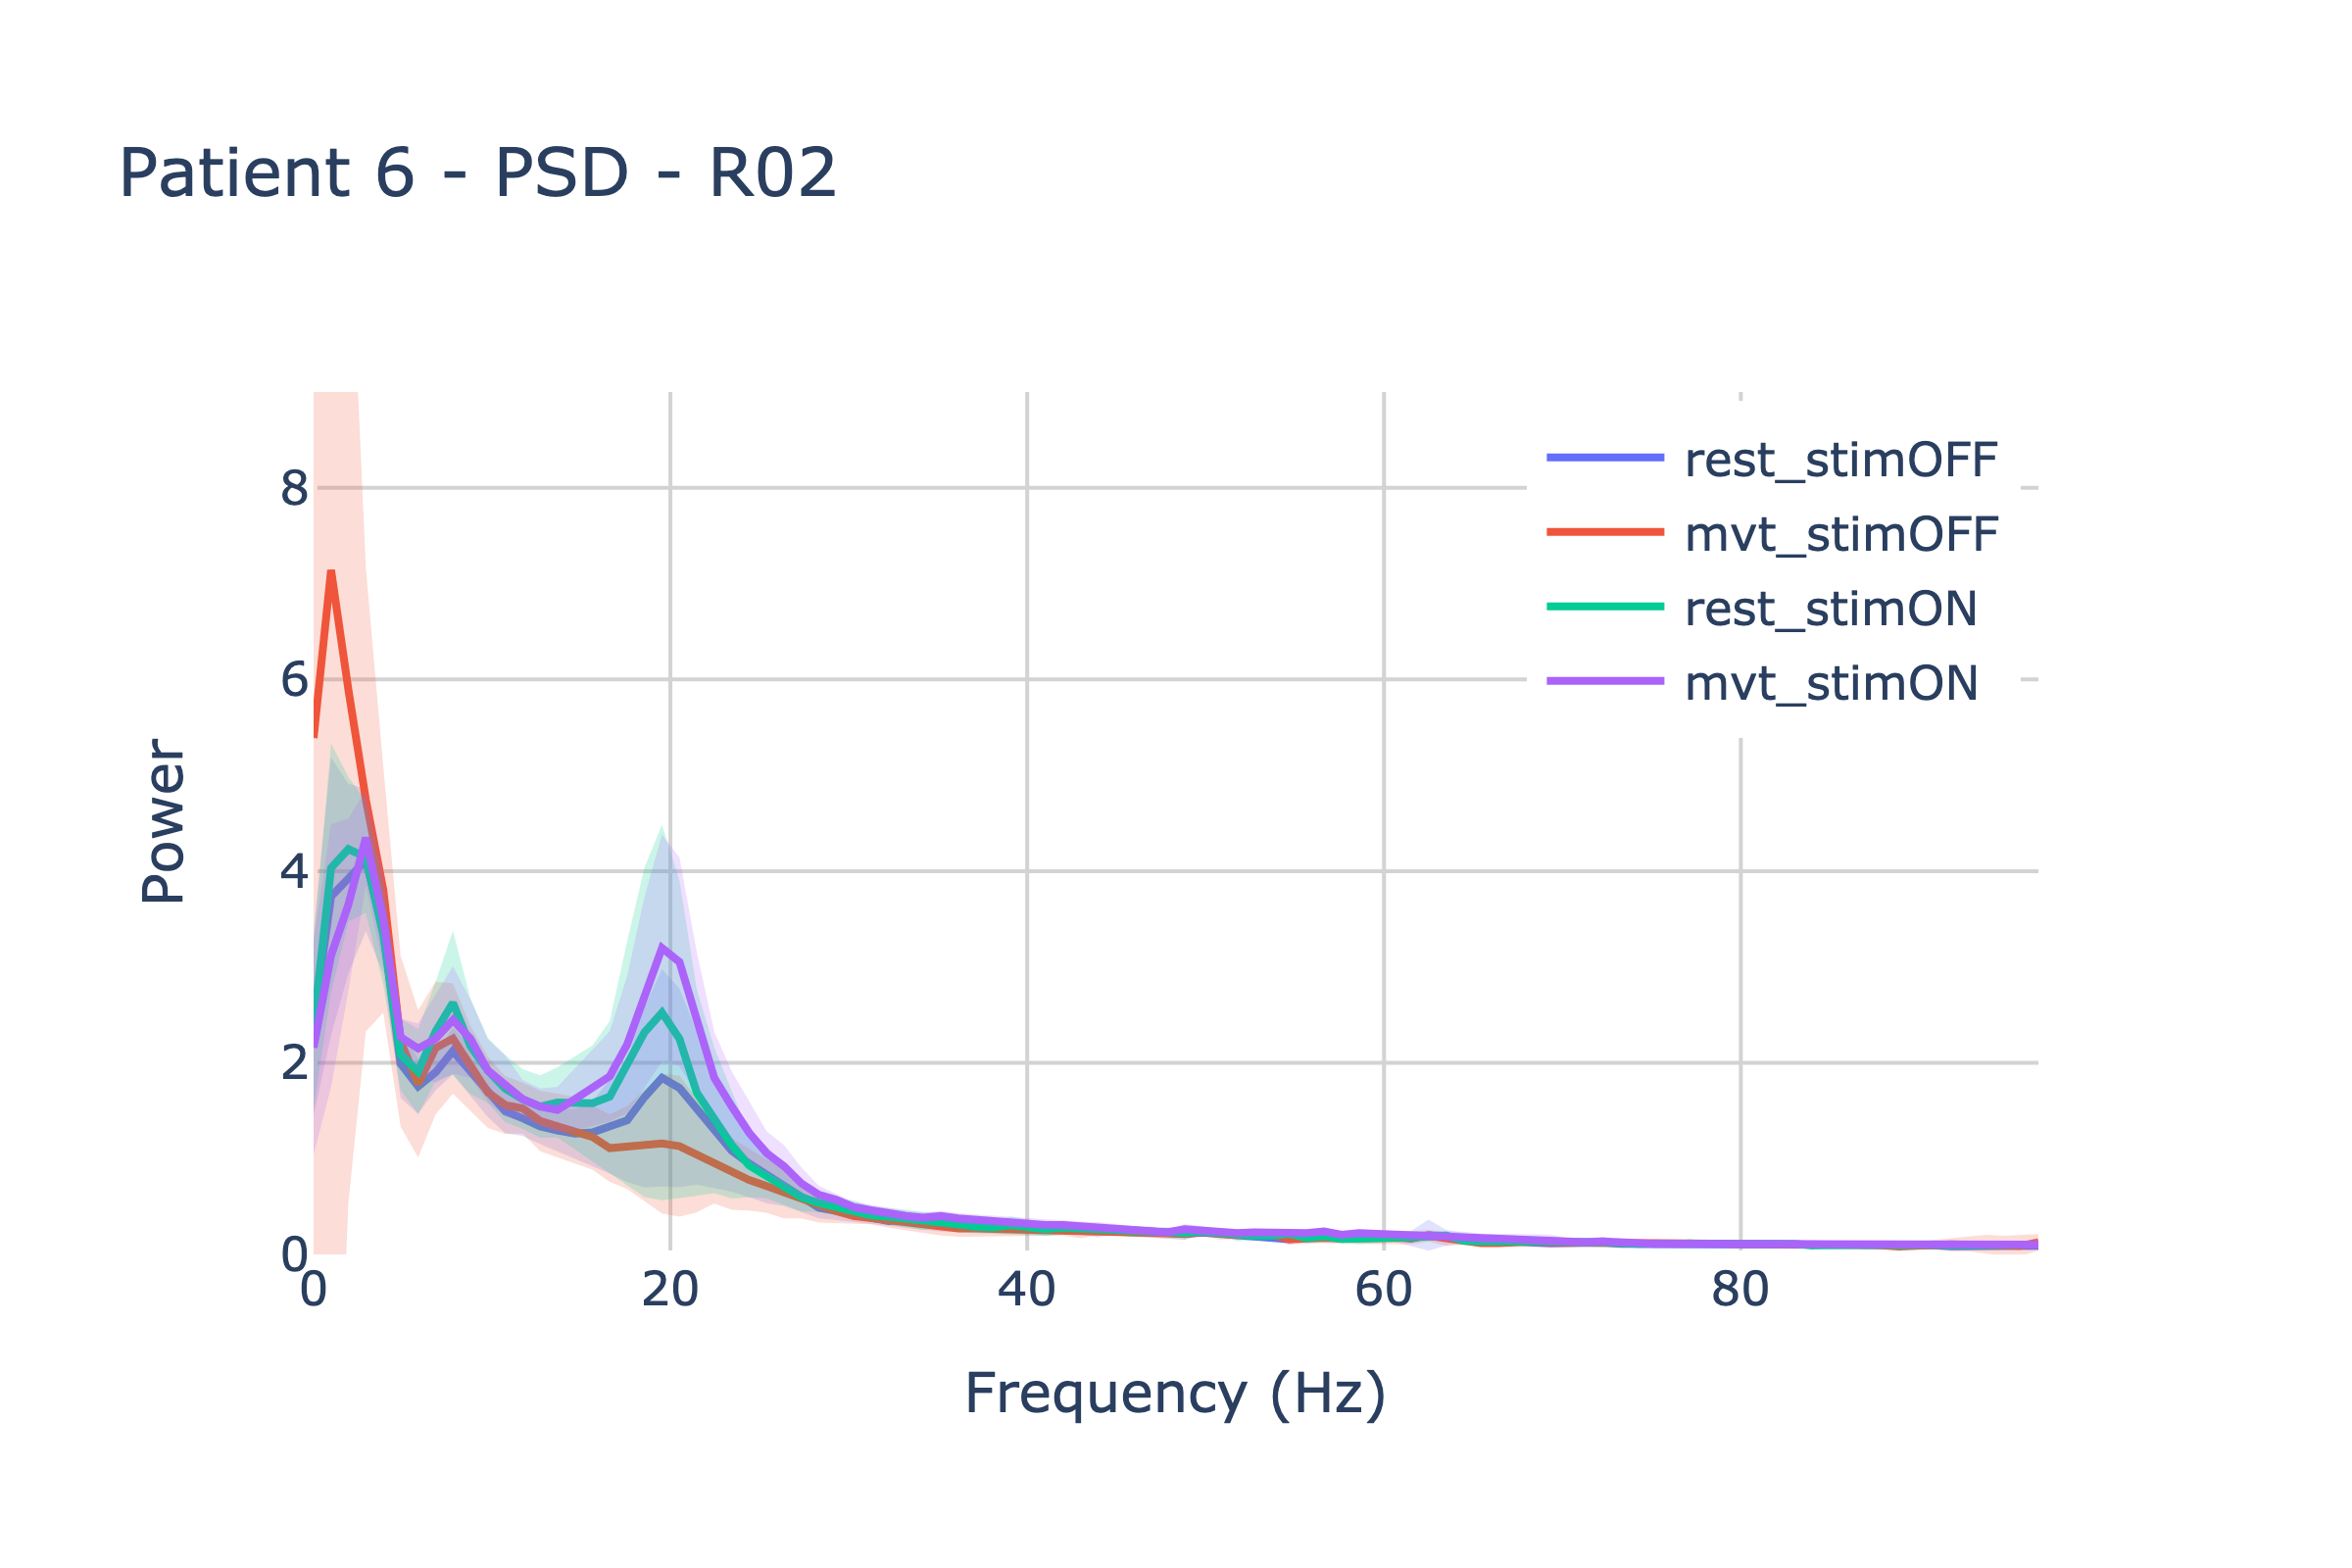 Patient 6 - PSD - R02
rest_stimOFF
mvt_stimOFF
rest_stimON
mvt_stimON
Power
8
6
4
2
0
0 20 40 60 80
Frequency (Hz)